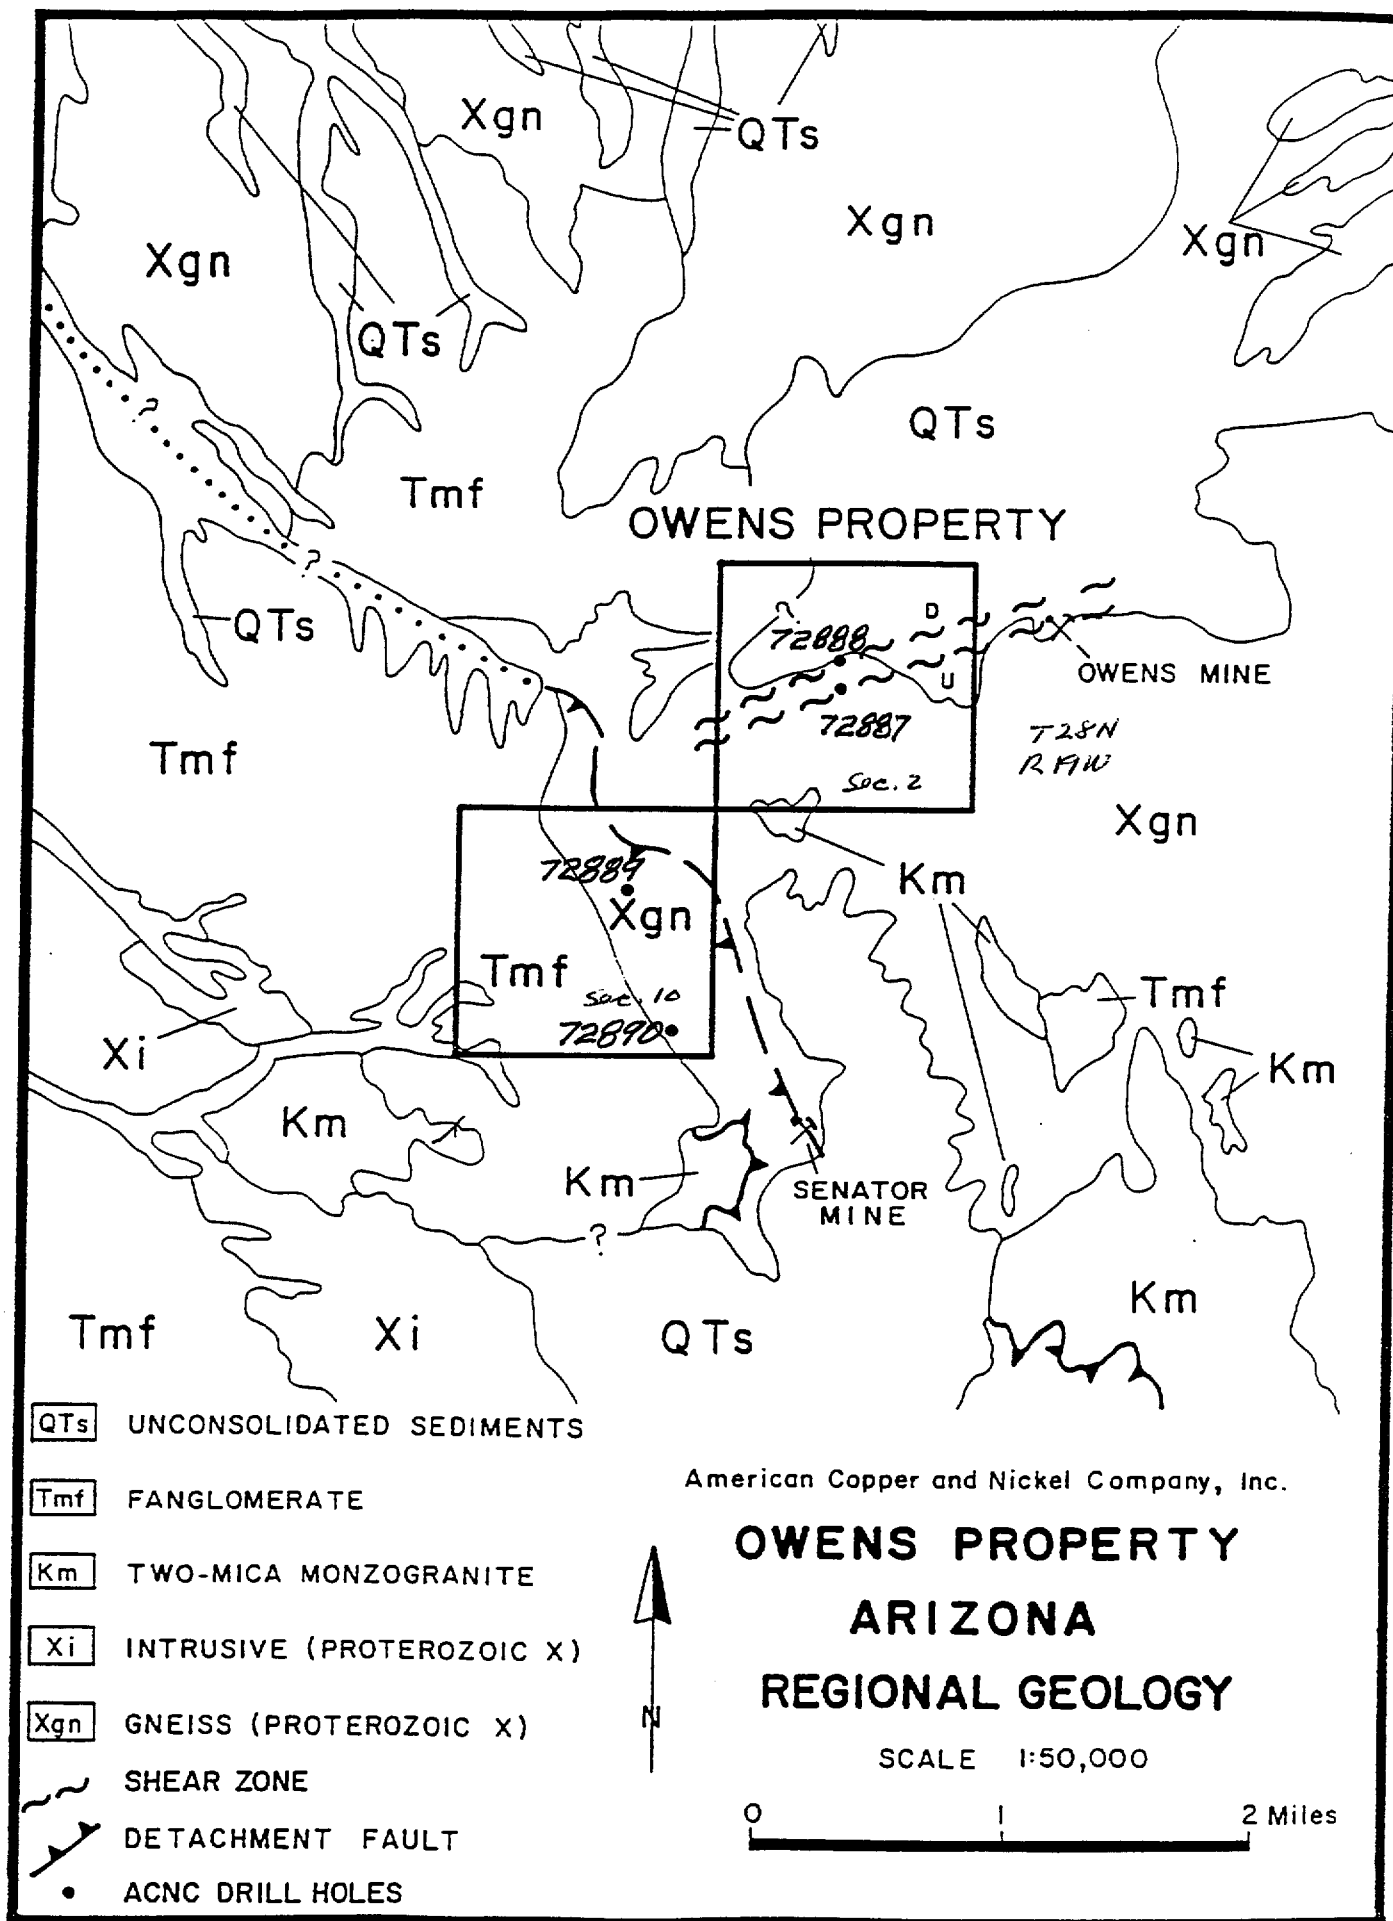 Xgn
QTs
Xgn
Xgn
Xgn
QTs
QTs
Tmf
OWENS PROPERTY
D
QTs
72888
OWENS MINE
U
72887
T28N
Tmf
Sec. 2
Xgn
72889
Km
Xgn
Tmf
Tmf
Sec. 10
72890
Xi
Km
Km
Km
SENATOR
MINE
?
?
?
Km
Tmf
Xi
QTs
QTs UNCONSOLIDATED SEDIMENTS
Tmf FANGLOMERATE
Km TWO-MICA MONZOGRANITE
Xi INTRUSIVE (PROTEROZOIC X)
Xgn GNEISS (PROTEROZOIC X)
SHEAR ZONE
DETACHMENT FAULT
ACNC DRILL HOLES
N
American Copper and Nickel Company, Inc.
OWENS PROPERTY
ARIZONA
REGIONAL GEOLOGY
SCALE 1:50,000
0 1 2 Miles